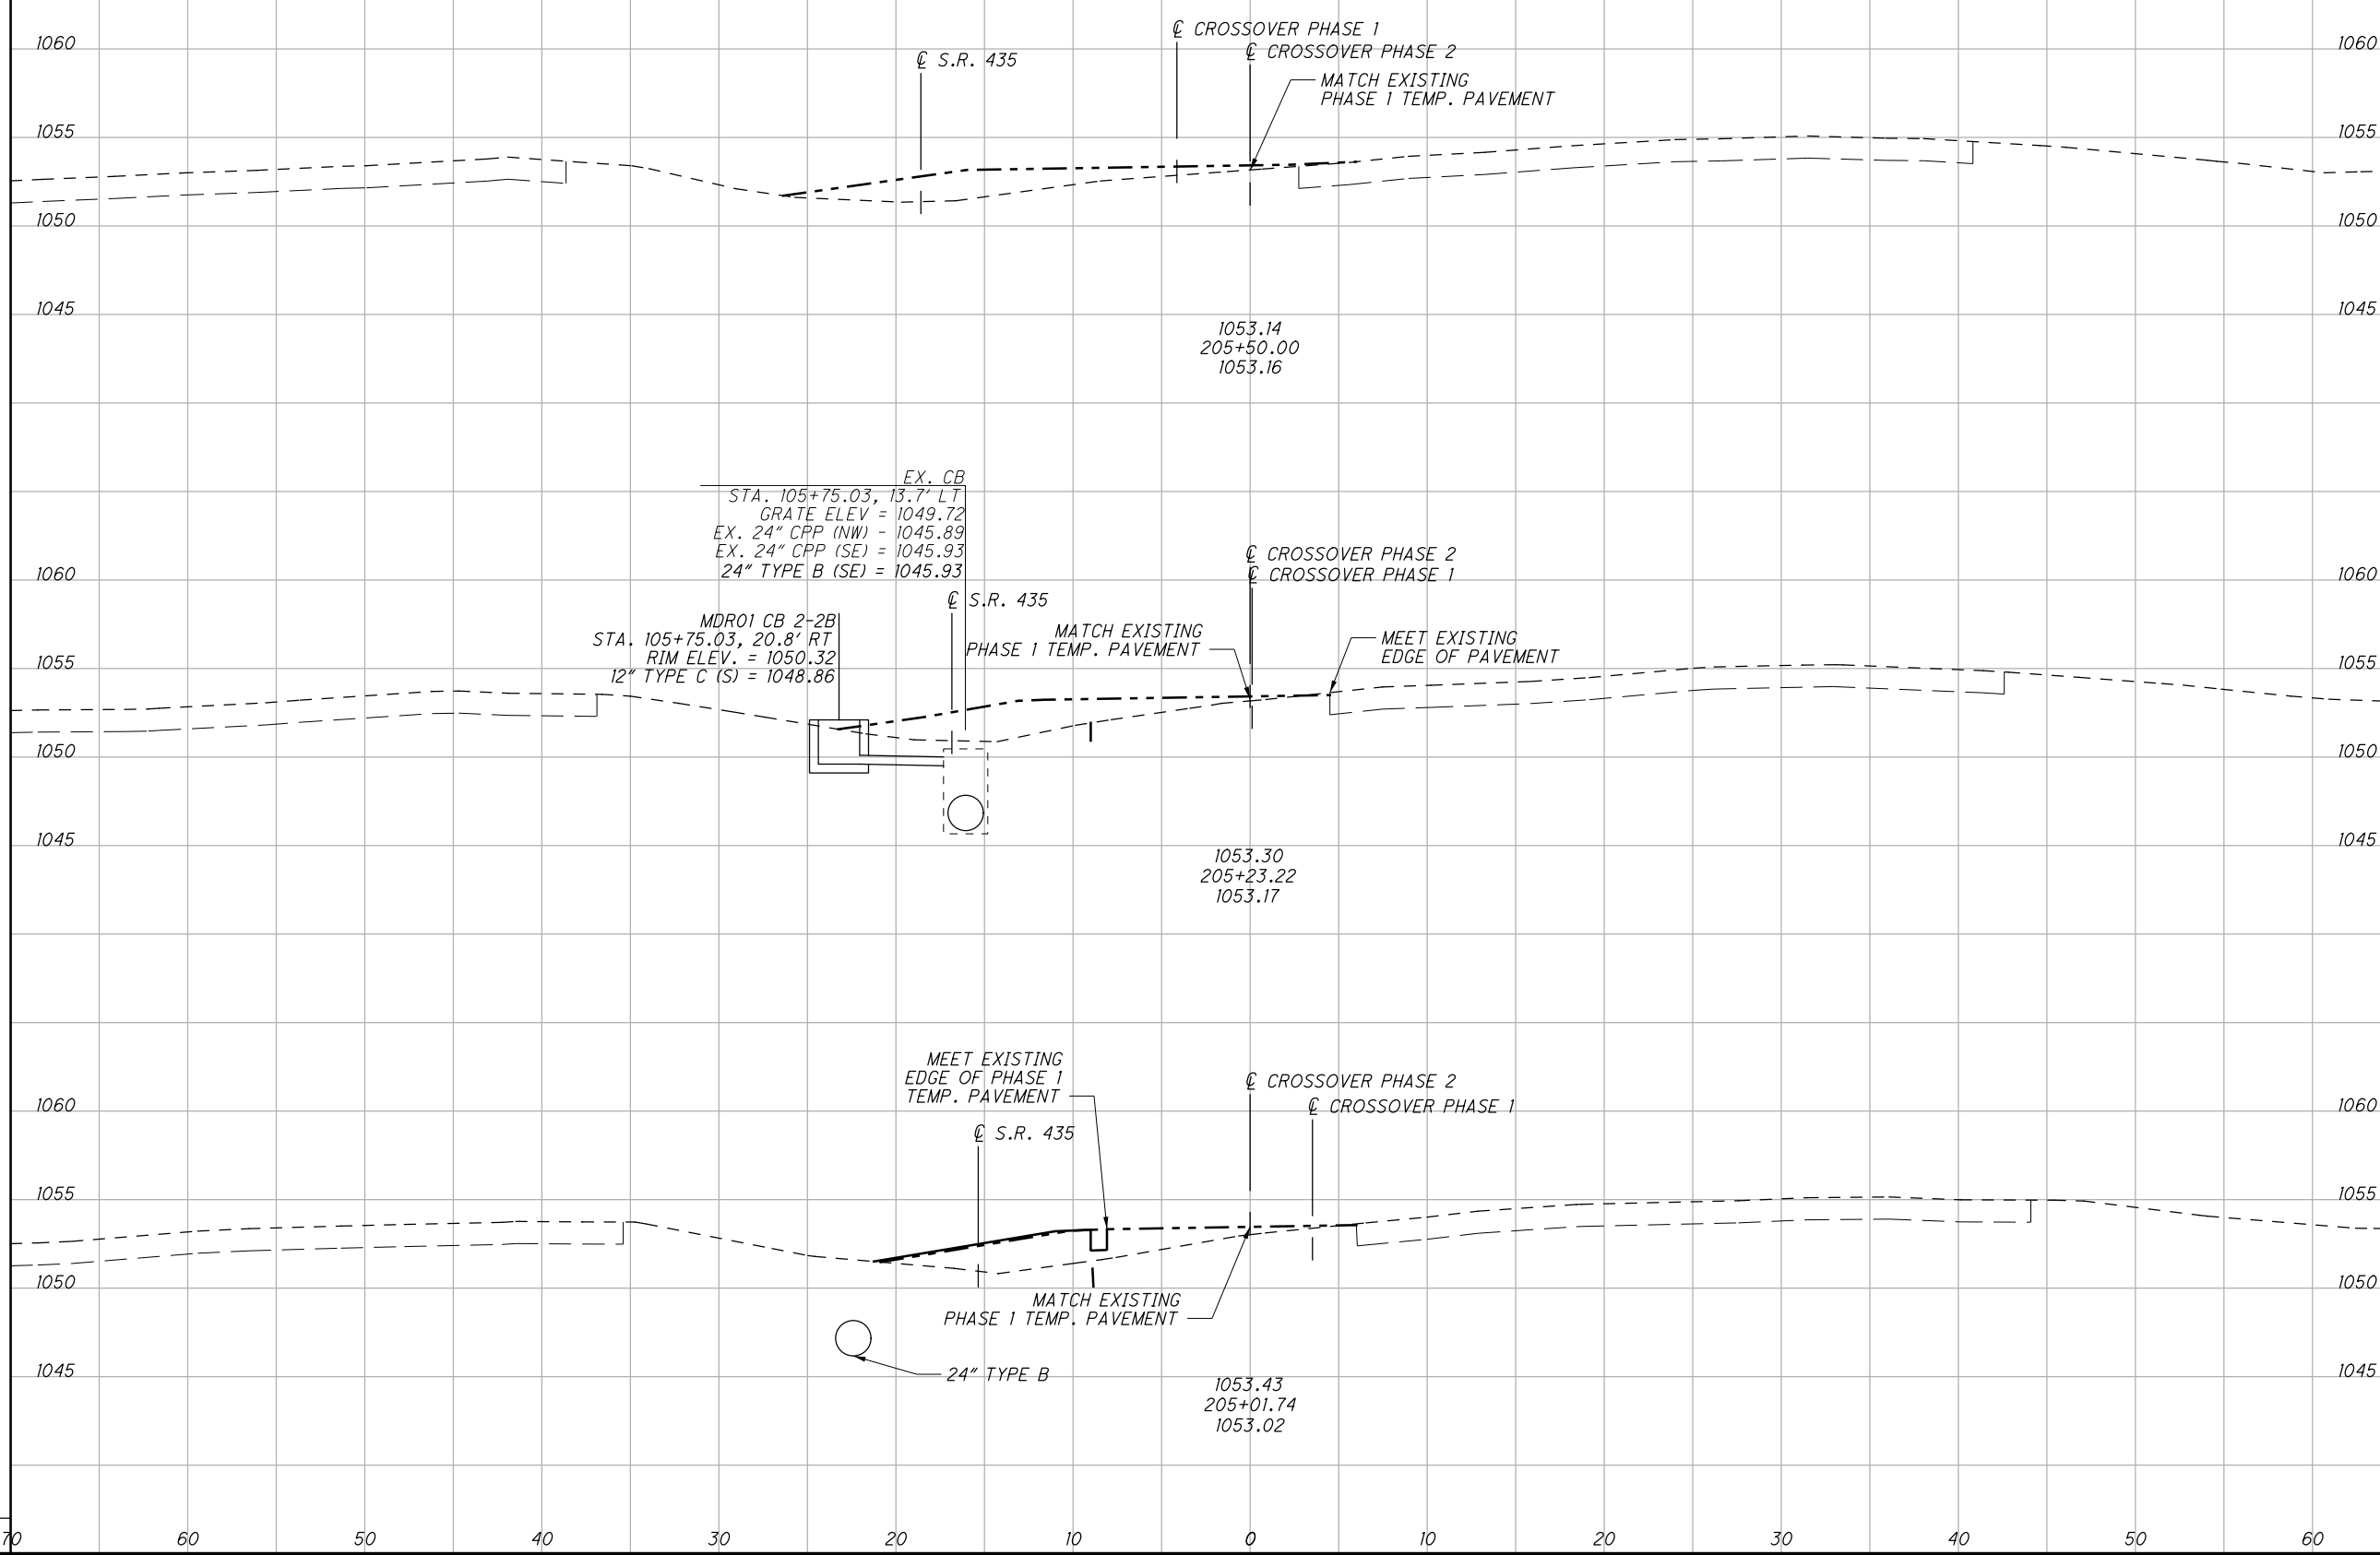 ℄ CROSSOVER PHASE 1
1060
℄ CROSSOVER PHASE 2
1060
℄ S.R. 435
MATCH EXISTING
PHASE 1 TEMP. PAVEMENT
1055
1055
1050
1050
1045
1045
1053.14
205+50.00
1053.16
EX. CB
STA. 105+75.03, 13.7' LT
GRATE ELEV = 1049.72
EX. 24" CPP (NW) - 1045.89
EX. 24" CPP (SE) = 1045.93
24" TYPE B (SE) = 1045.93
℄ CROSSOVER PHASE 2
℄ CROSSOVER PHASE 1
1060
1060
℄ S.R. 435
MDR01 CB 2-2B
STA. 105+75.03, 20.8' RT
RIM ELEV. = 1050.32
12" TYPE C (S) = 1048.86
MATCH EXISTING
PHASE 1 TEMP. PAVEMENT
MEET EXISTING
EDGE OF PAVEMENT
1055
1055
1050
1050
1045
1045
1053.30
205+23.22
1053.17
MEET EXISTING
EDGE OF PHASE 1
TEMP. PAVEMENT
℄ CROSSOVER PHASE 2
℄ CROSSOVER PHASE 1
1060
1060
℄ S.R. 435
1055
1055
1050
1050
MATCH EXISTING
PHASE 1 TEMP. PAVEMENT
24" TYPE B
1045
1045
1053.43
205+01.74
1053.02
70 60 50 40 30 20 10 0 10 20 30 40 50 60